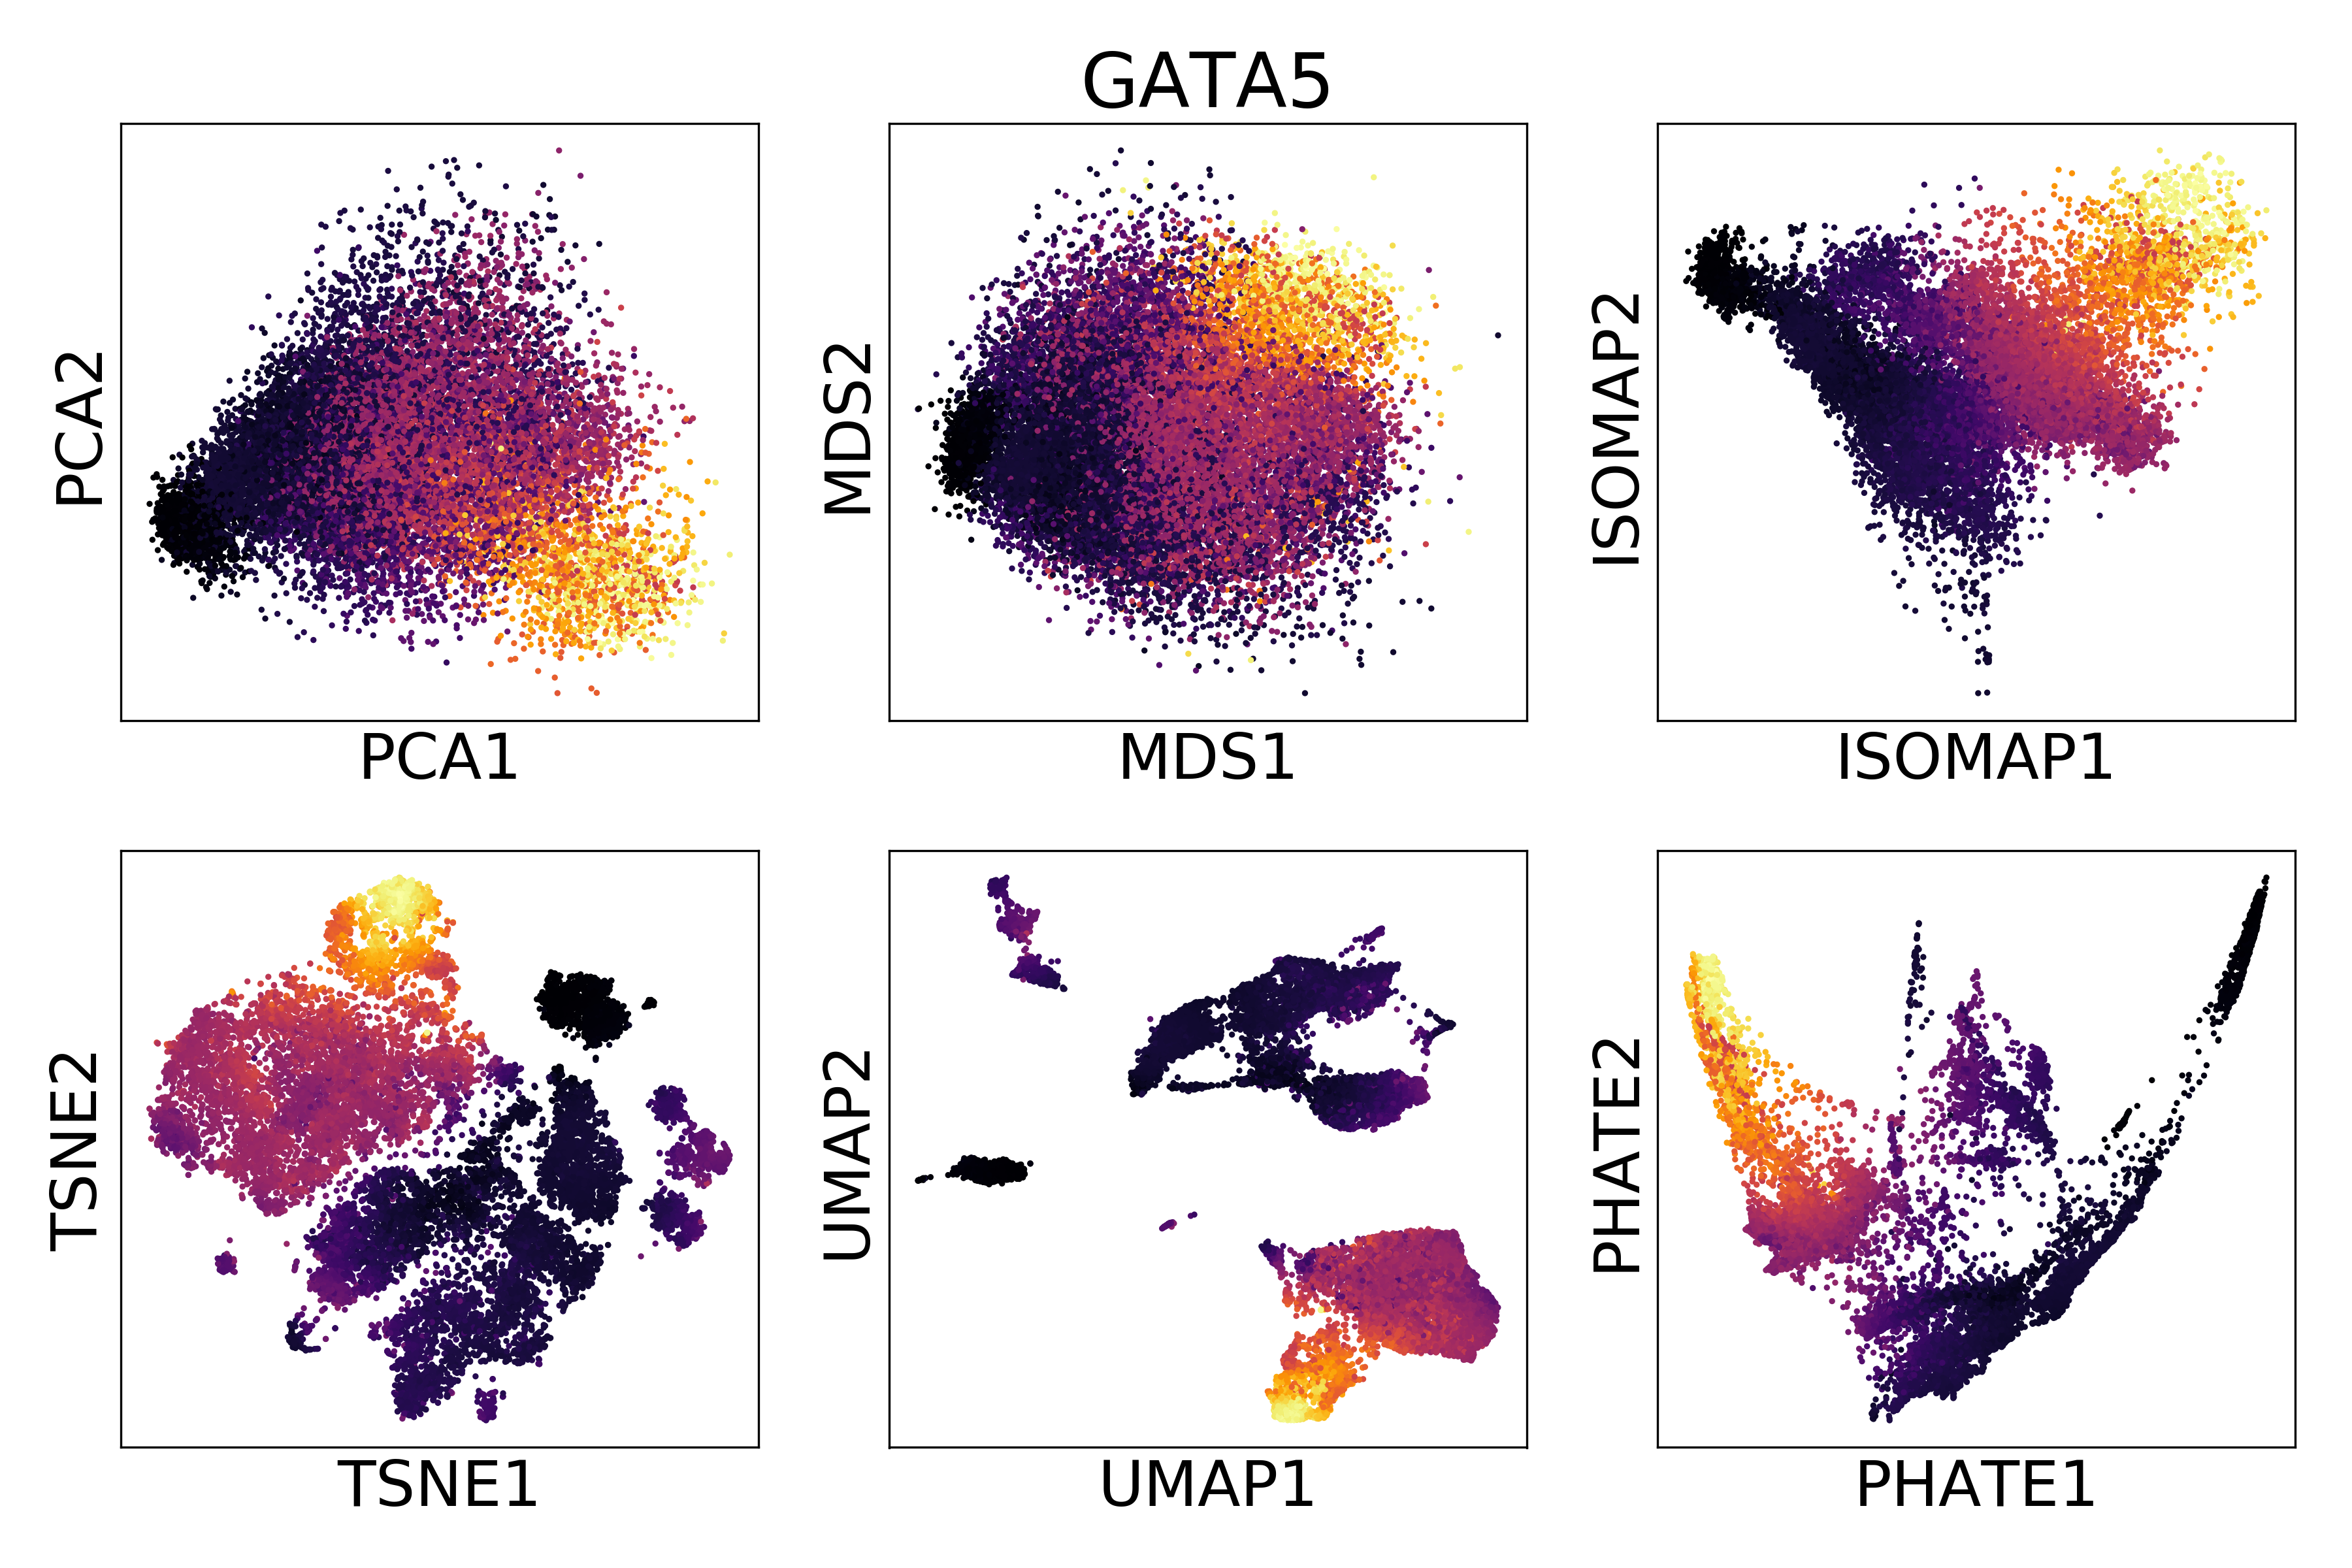 GATA5
PCA2
PCA1
MDS2
MDS1
ISOMAP2
ISOMAP1
TSNE2
TSNE1
UMAP2
UMAP1
PHATE2
PHATE1